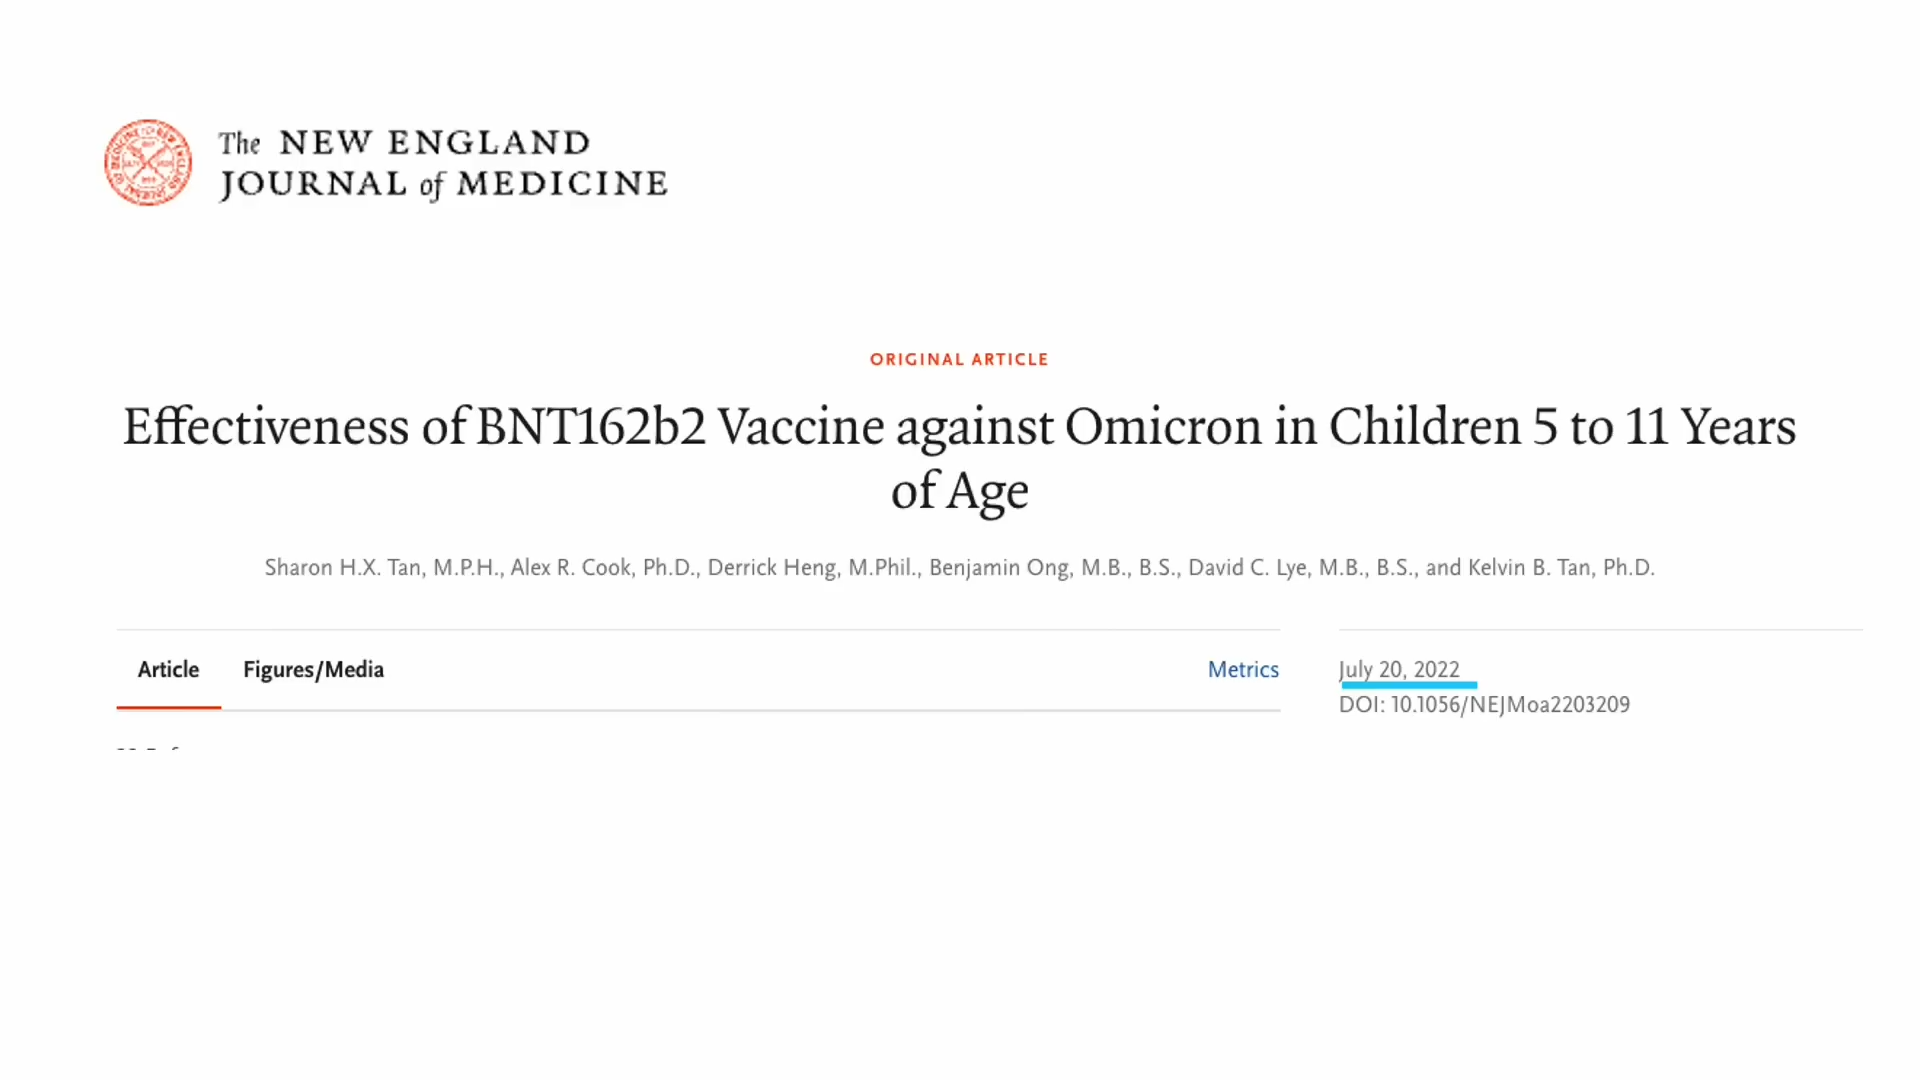 The NEW ENGLAND
JOURNAL of MEDICINE
ORIGINAL ARTICLE
Effectiveness of BNT162b2 Vaccine against Omicron in Children 5 to 11 Years
of Age
Sharon H.X. Tan, M.P.H., Alex R. Cook, Ph.D., Derrick Heng, M.Phil., Benjamin Ong, M.B., B.S., David C. Lye, M.B., B.S., and Kelvin B. Tan, Ph.D.
Article Figures/Media Metrics July 20, 2022
DOI: 10.1056/NEJMoa2203209